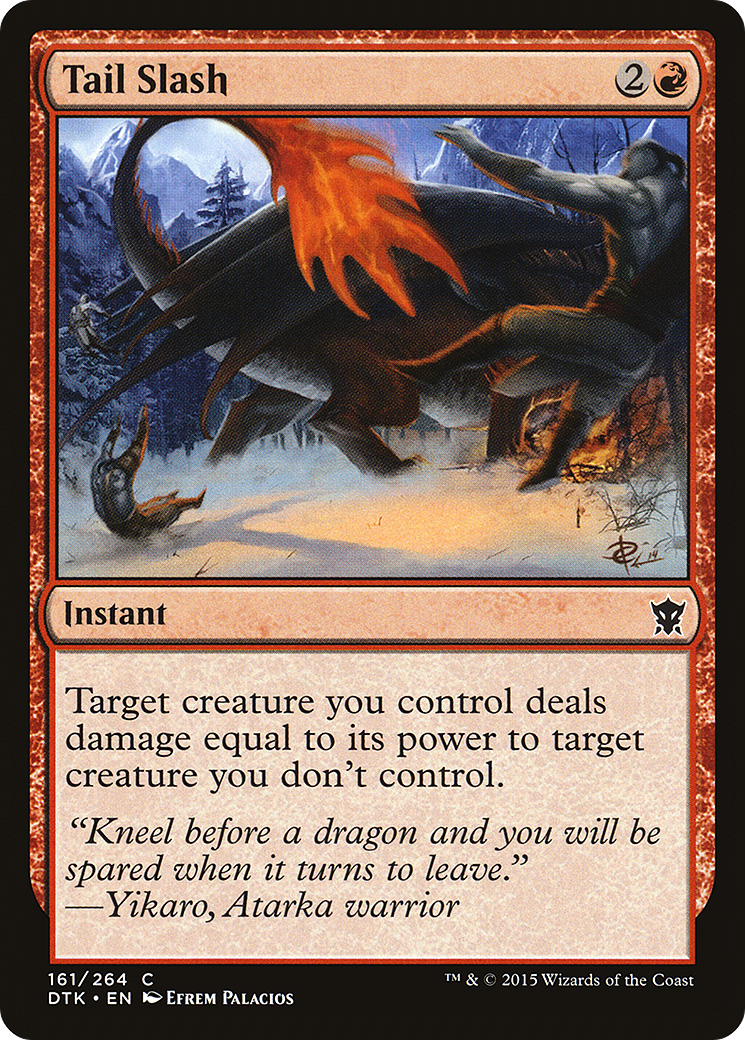 Tail Slash 2
Instant
Target creature you control deals
damage equal to its power to target
creature you don't control.
“Kneel before a dragon and you will be
spared when it turns to leave.”
—Yikaro, Atarka warrior
161/264 C
DTK • EN Efrem Palacios
™ & © 2015 Wizards of the Coast